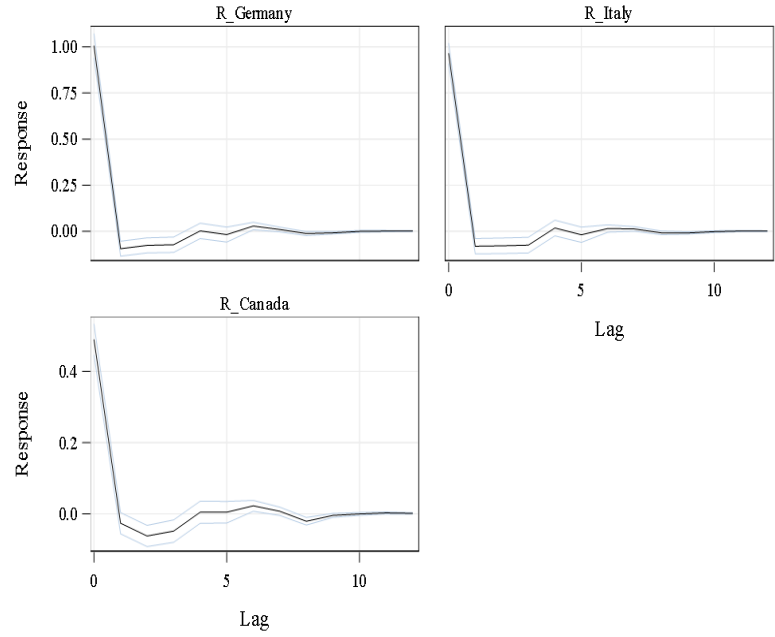 R_Germany
R_Italy
1.00
0.75
0.50
0.25
0.00
Response
0 5 10
Lag
R_Canada
0.4
0.2
0.0
Response
0 5 10
Lag